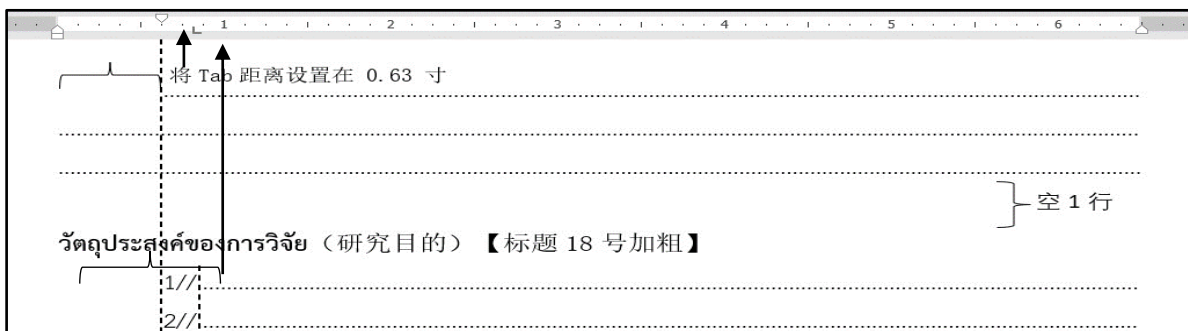 1 2 3 4 5 6
将 Tab 距离设置在 0.63 寸
空 1 行
วัตถุประสงค์ของการวิจัย（研究目的）【标题 18 号加粗】
1//
2//